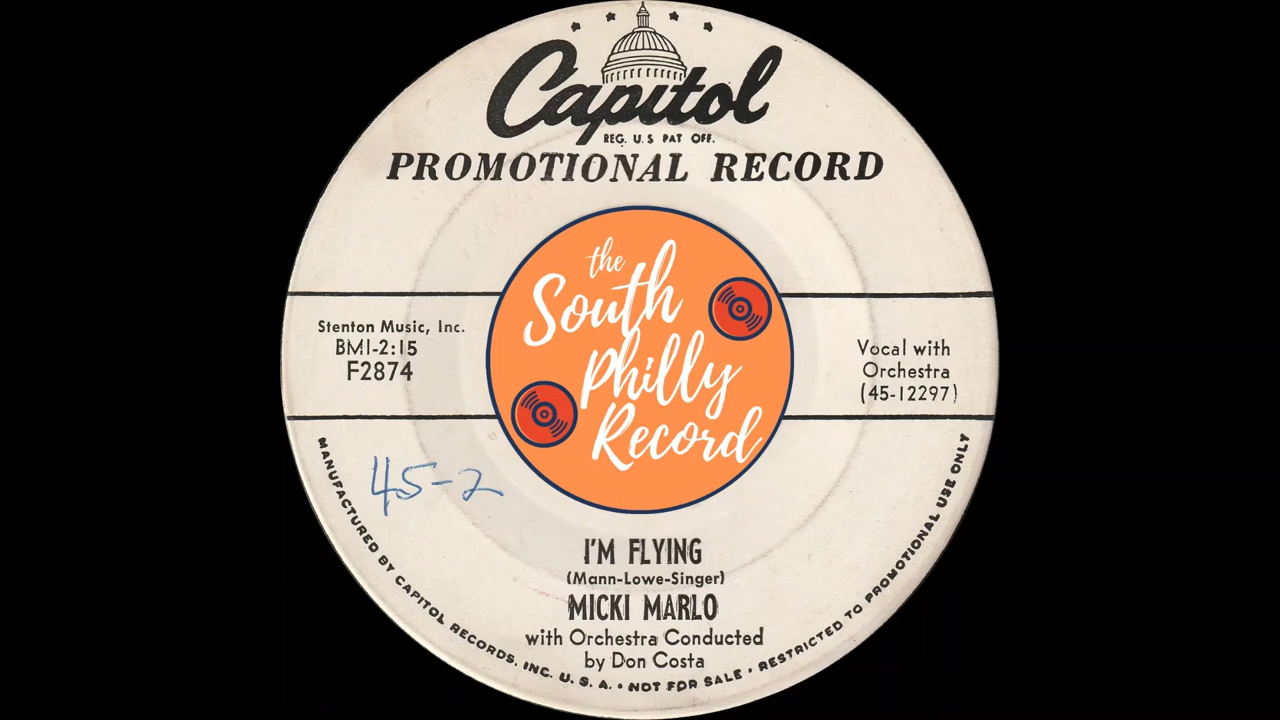 Capitol
REG. U.S PAT OFF.
PROMOTIONAL RECORD
the
South
Philly
Record
Stenton Music, Inc.
BMI-2:15
F2874
Vocal with
Orchestra
(45-12297)
45-2
I'M FLYING
(Mann-Lowe-Singer)
MICKI MARLO
with Orchestra Conducted
by Don Costa
MANUFACTURED BY CAPITOL RECORDS, INC. U. S. A. • NOT FOR SALE • RESTRICTED TO PROMOTIONAL USE ONLY